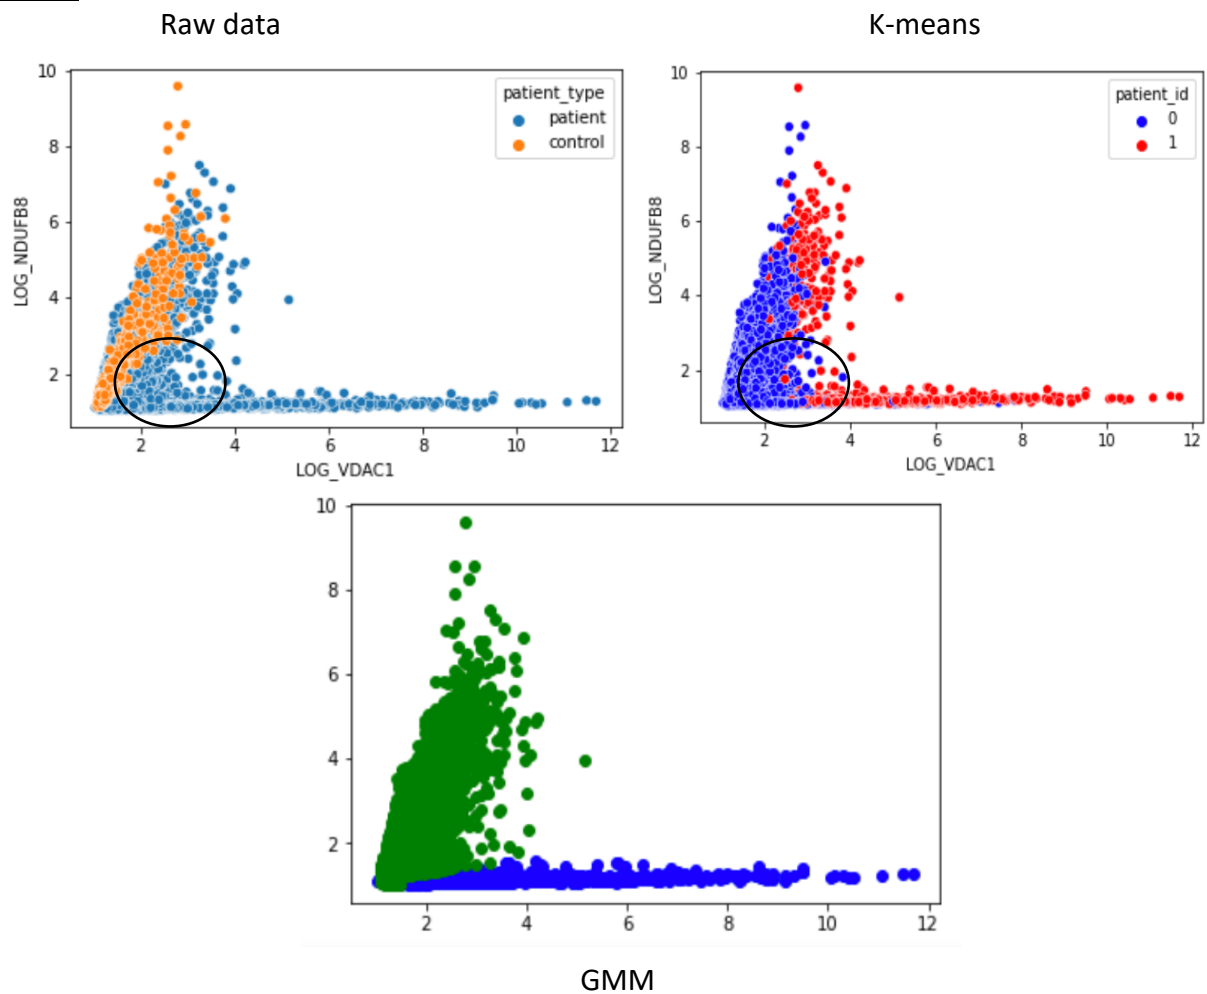 Raw data
K-means
10
8
6
4
2
LOG_NDUFB8
patient_type
patient
control
2 4 6 8 10 12
LOG_VDAC1
10
8
6
4
2
LOG_NDUFB8
patient_id
0
1
2 4 6 8 10 12
LOG_VDAC1
10
8
6
4
2
2 4 6 8 10 12
GMM